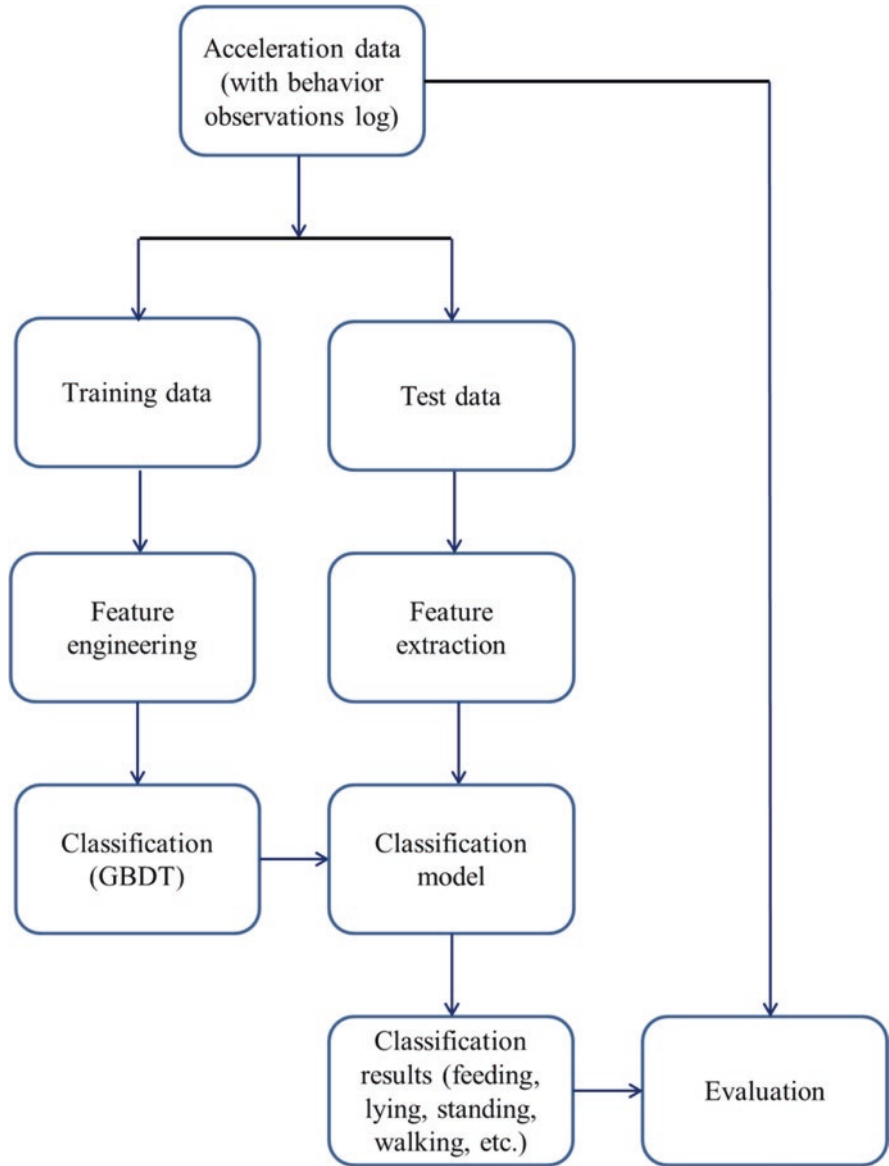 Acceleration data
(with behavior
observations log)
Training data
Test data
Feature
engineering
Feature
extraction
Classification
(GBDT)
Classification
model
Classification
results (feeding,
lying, standing,
walking, etc.)
Evaluation